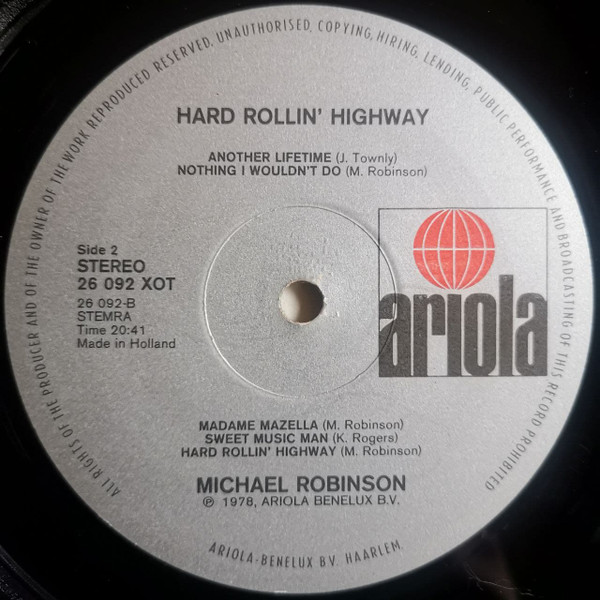 ALL RIGHTS OF THE PRODUCER AND OF THE OWNER OF THE WORK REPRODUCED RESERVED, UNAUTHORISED, COPYING, HIRING, LENDING, PUBLIC PERFORMANCE AND BROADCASTING OF THIS RECORD PROHIBITED
HARD ROLLIN' HIGHWAY
ANOTHER LIFETIME (J. Townly)
NOTHING I WOULDN'T DO (M. Robinson)
Side 2
STEREO
26 092 XOT
26 092-B
STEMRA
Time 20:41
Made in Holland
ariola
MADAME MAZELLA (M. Robinson)
SWEET MUSIC MAN (K. Rogers)
HARD ROLLIN' HIGHWAY (M. Robinson)
MICHAEL ROBINSON
℗ 1978, ARIOLA BENELUX B.V.
ARIOLA-BENELUX B.V. HAARLEM